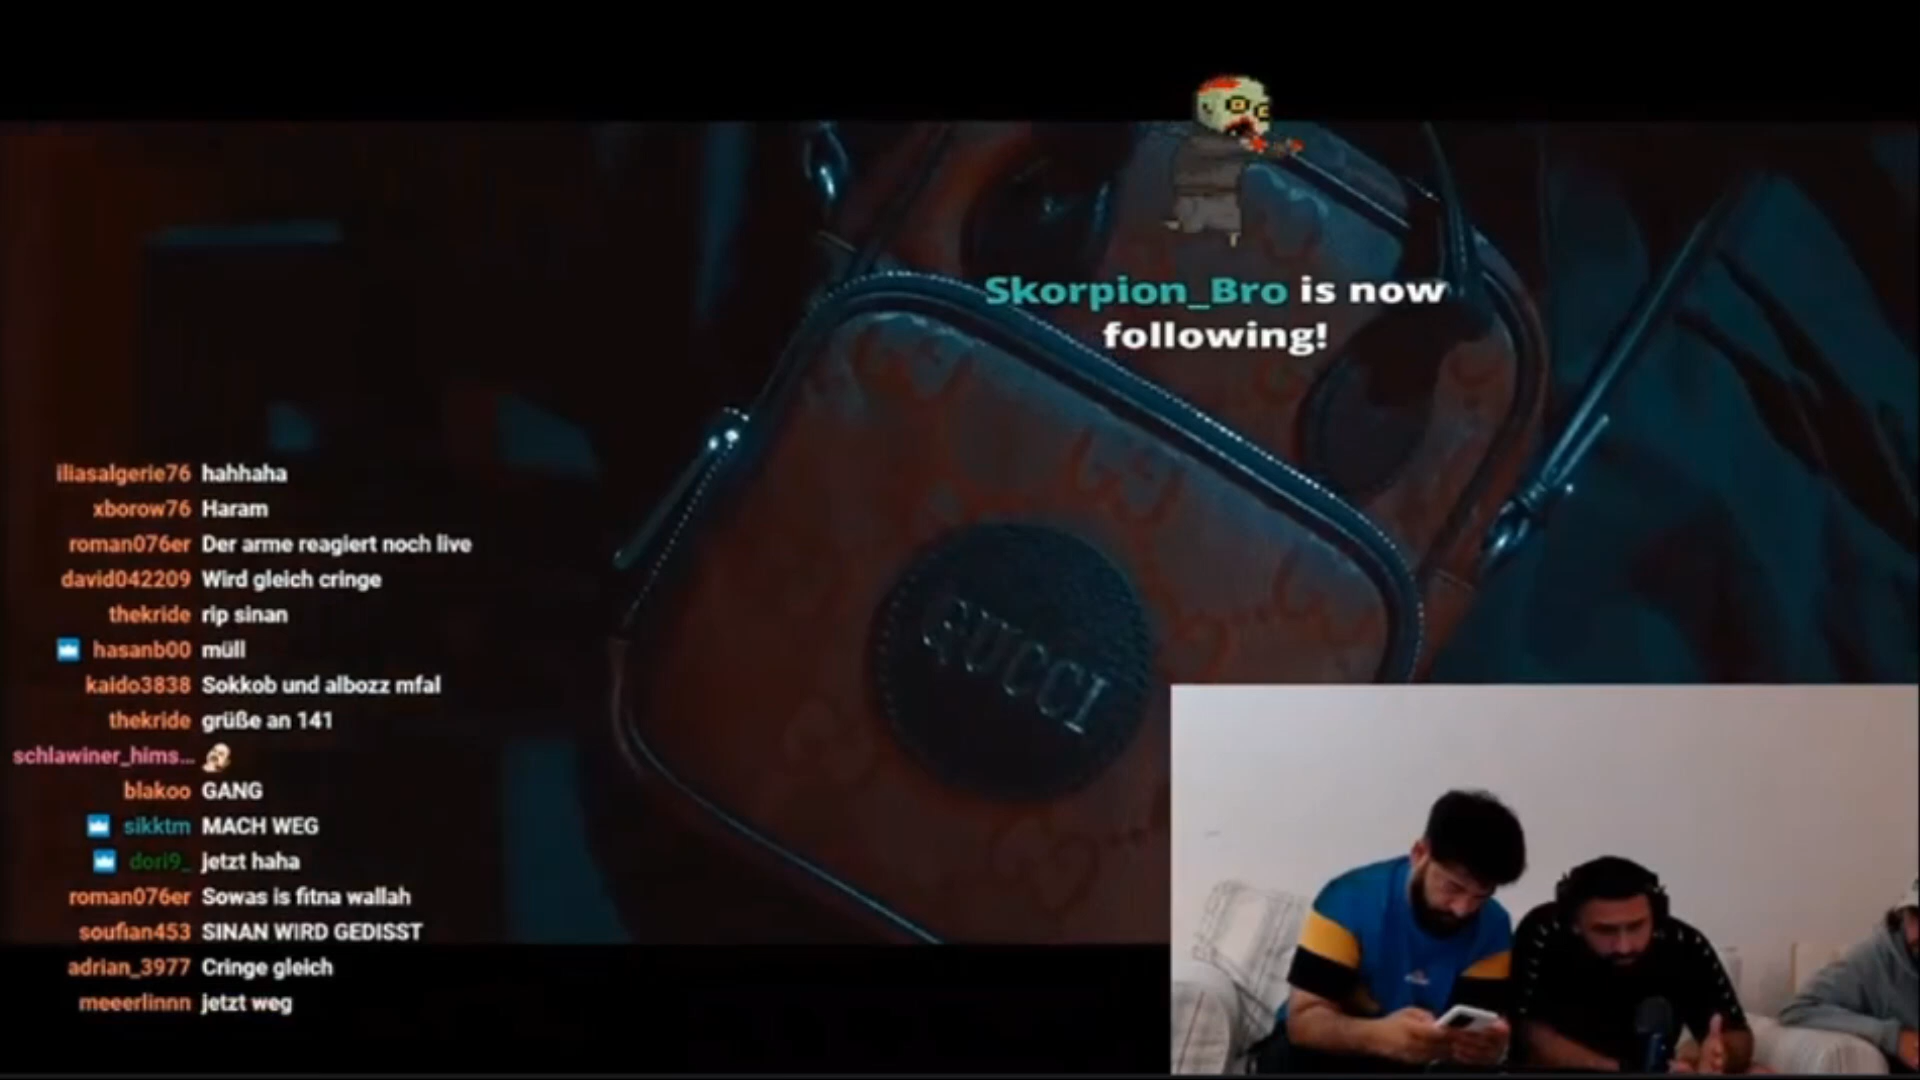 Skorpion_Bro is now
following!
iliasalgerie76 hahhaha
xborow76 Haram
roman076er Der arme reagiert noch live
david042209 Wird gleich cringe
thekride rip sinan
hasanb00 müll
kaido3838 Sokkob und albozz mfal
thekride grüße an 141
schlawiner_hims...
blakoo GANG
sikktm MACH WEG
dori9_ jetzt haha
roman076er Sowas is fitna wallah
soufian453 SINAN WIRD GEDISST
adrian_3977 Cringe gleich
meeerlinnn jetzt weg
GUCCI